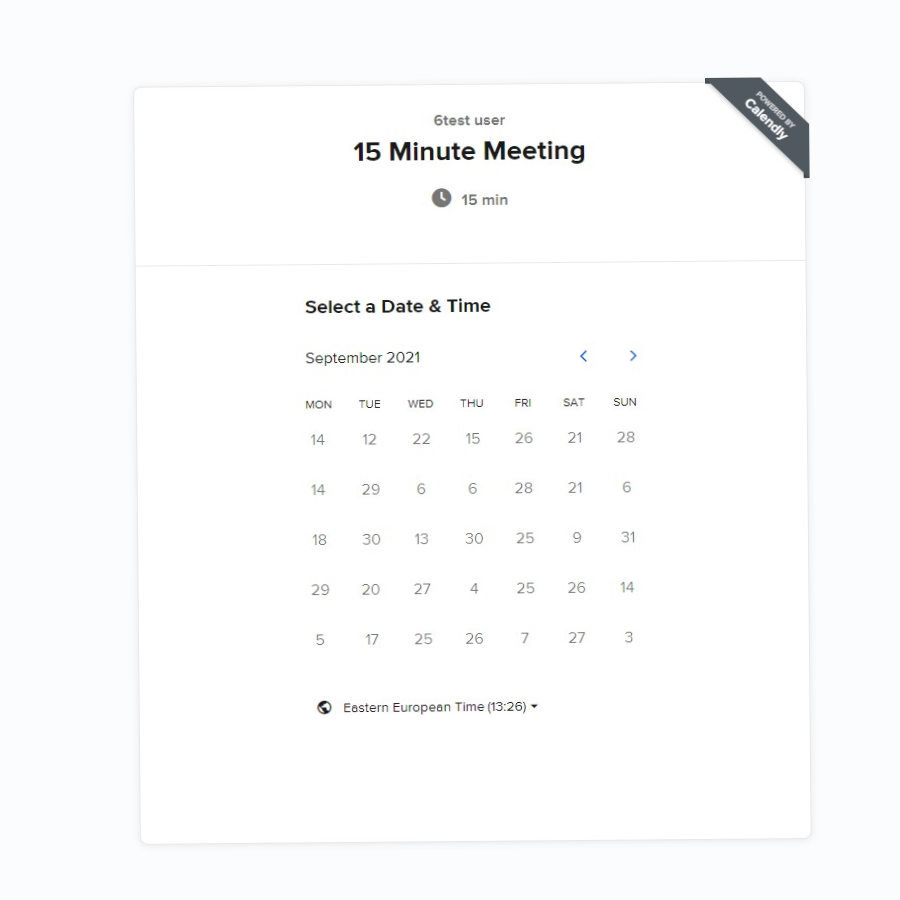 POWERED BY
Calendly
6test user
15 Minute Meeting
15 min
Select a Date & Time
September 2021
MON TUE WED THU FRI SAT SUN
14 12 22 15 26 21 28
14 29 6 6 28 21 6
18 30 13 30 25 9 31
29 20 27 4 25 26 14
5 17 25 26 7 27 3
Eastern European Time (13:26)